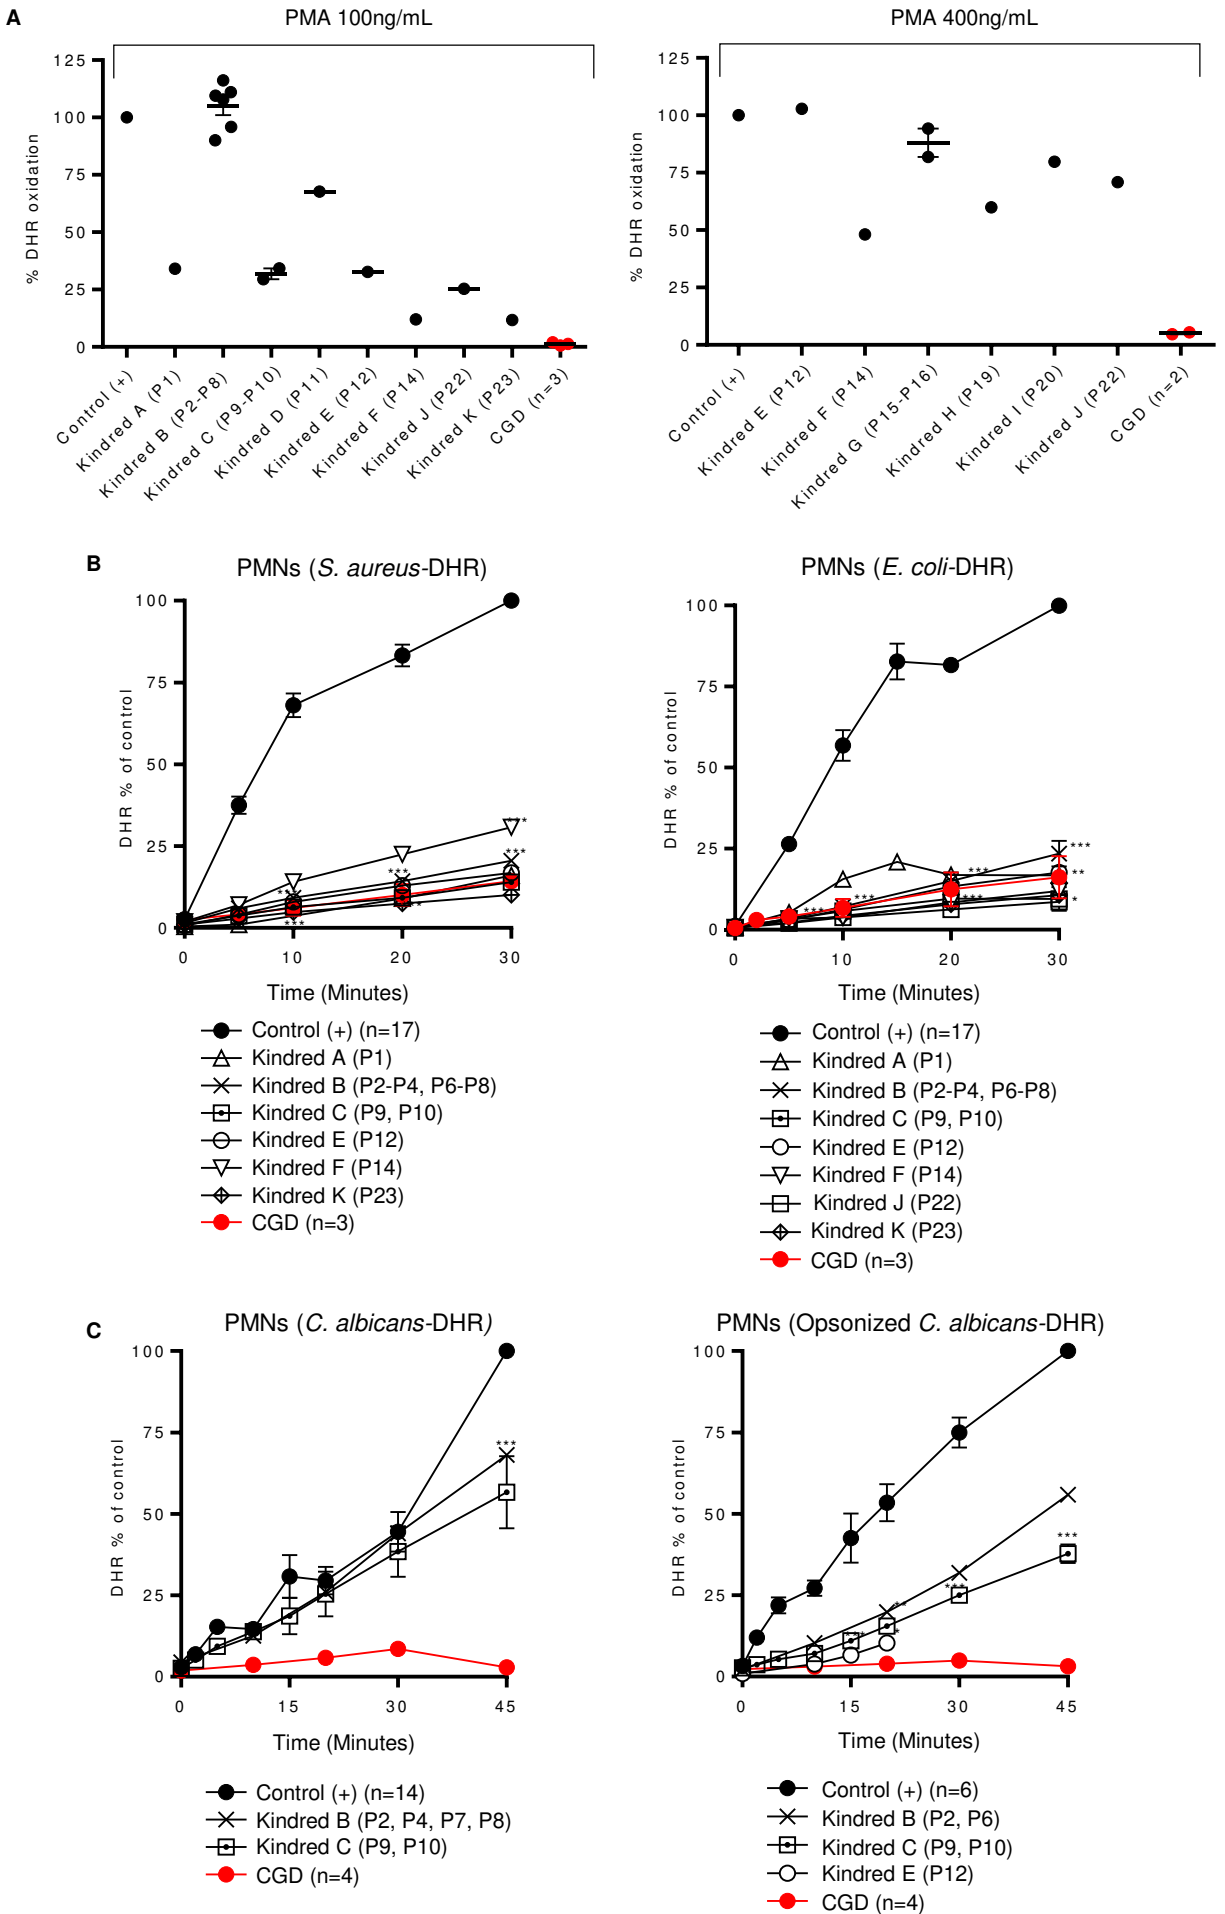 A
PMA 100ng/mL
PMA 400ng/mL
% DHR oxidation
125
100
75
50
25
0
Control (+)
Kindred A (P1)
Kindred B (P2-P8)
Kindred C (P9-P10)
Kindred D (P11)
Kindred E (P12)
Kindred F (P14)
Kindred J (P22)
Kindred K (P23)
CGD (n=3)
% DHR oxidation
125
100
75
50
25
0
Control (+)
Kindred E (P12)
Kindred F (P14)
Kindred G (P15-P16)
Kindred H (P19)
Kindred I (P20)
Kindred J (P22)
CGD (n=2)
B
PMNs (S. aureus-DHR)
DHR % of control
100
75
50
25
0
0 10 20 30
Time (Minutes)
Control (+) (n=17)
Kindred A (P1)
Kindred B (P2-P4, P6-P8)
Kindred C (P9, P10)
Kindred E (P12)
Kindred F (P14)
Kindred K (P23)
CGD (n=3)
PMNs (E. coli-DHR)
DHR % of control
100
75
50
25
0
0 10 20 30
Time (Minutes)
Control (+) (n=17)
Kindred A (P1)
Kindred B (P2-P4, P6-P8)
Kindred C (P9, P10)
Kindred E (P12)
Kindred F (P14)
Kindred J (P22)
Kindred K (P23)
CGD (n=3)
C
PMNs (C. albicans-DHR)
DHR % of control
100
75
50
25
0
***
0 15 30 45
Time (Minutes)
Control (+) (n=14)
Kindred B (P2, P4, P7, P8)
Kindred C (P9, P10)
CGD (n=4)
PMNs (Opsonized C. albicans-DHR)
DHR % of control
100
75
50
25
0
***
0 15 30 45
Time (Minutes)
Control (+) (n=6)
Kindred B (P2, P6)
Kindred C (P9, P10)
Kindred E (P12)
CGD (n=4)